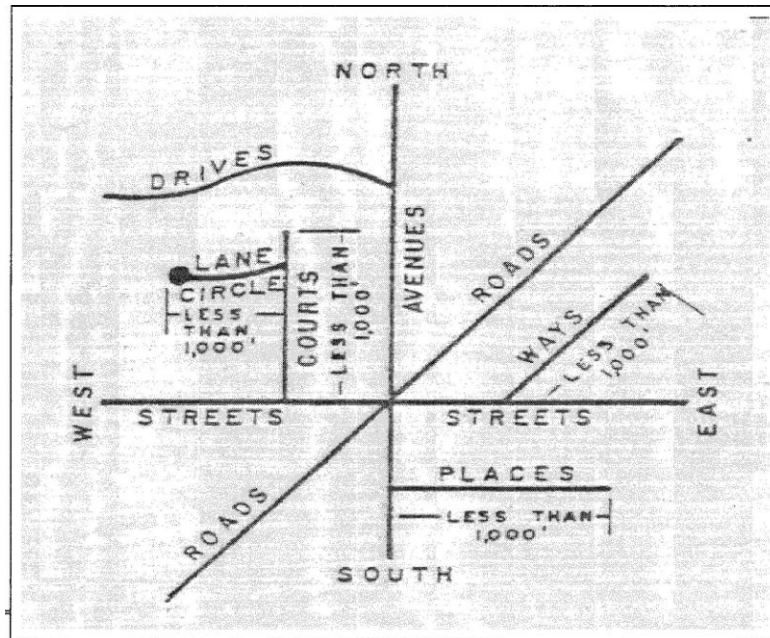 NORTH
DRIVES
LANE
CIRCLE
LESS
THAN
1,000'
COURTS
LESS THAN
1,000'
AVENUES
ROADS
WAYS
LESS THAN
1,000'
WEST
STREETS
STREETS
EAST
ROADS
PLACES
LESS THAN
1,000'
SOUTH